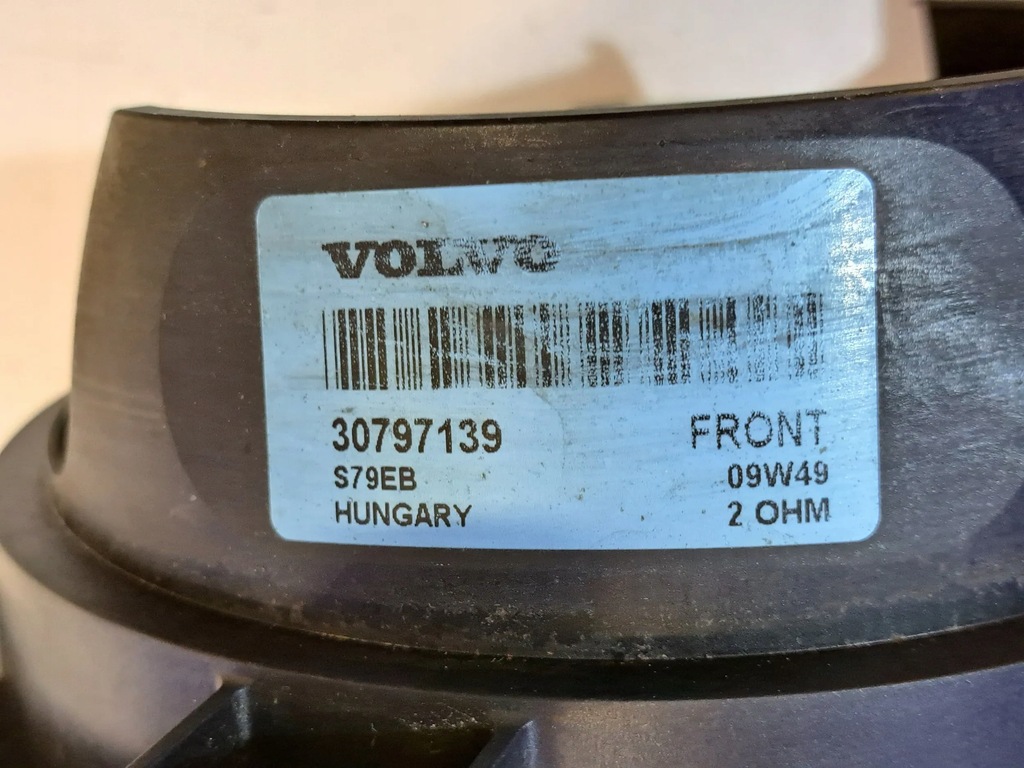 VOLVO
30797139 FRONT
S79EB 09W49
HUNGARY 2 OHM